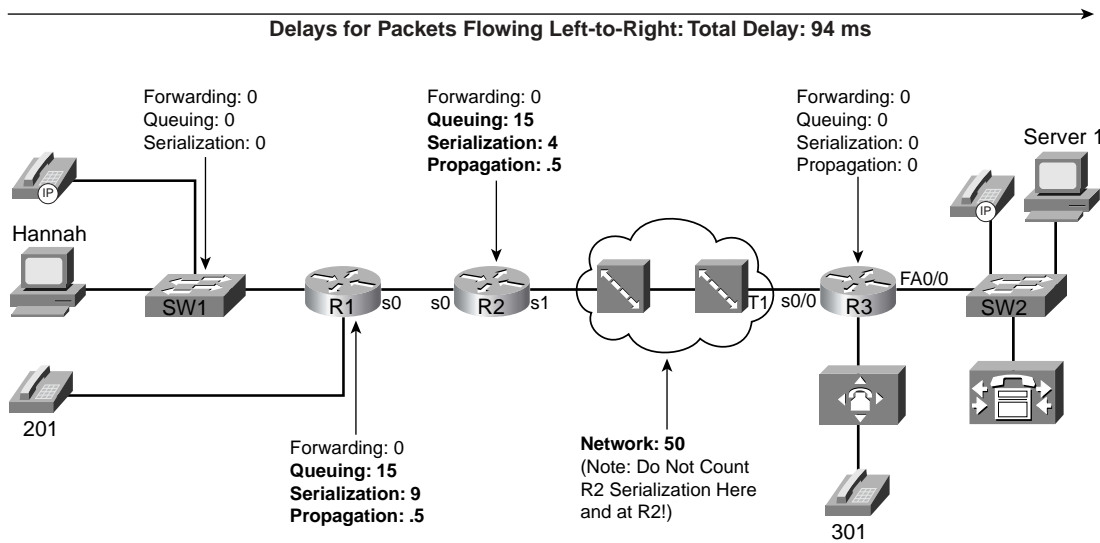 Delays for Packets Flowing Left-to-Right: Total Delay: 94 ms
Forwarding: 0
Queuing: 0
Serialization: 0
Forwarding: 0
Queuing: 15
Serialization: 4
Propagation: .5
Forwarding: 0
Queuing: 0
Serialization: 0
Propagation: 0
Server 1
IP
IP
Hannah
SW1
R1
s0
s0
R2
s1
T1
s0/0
R3
FA0/0
SW2
201
Forwarding: 0
Queuing: 15
Serialization: 9
Propagation: .5
Network: 50
(Note: Do Not Count
R2 Serialization Here
and at R2!)
301